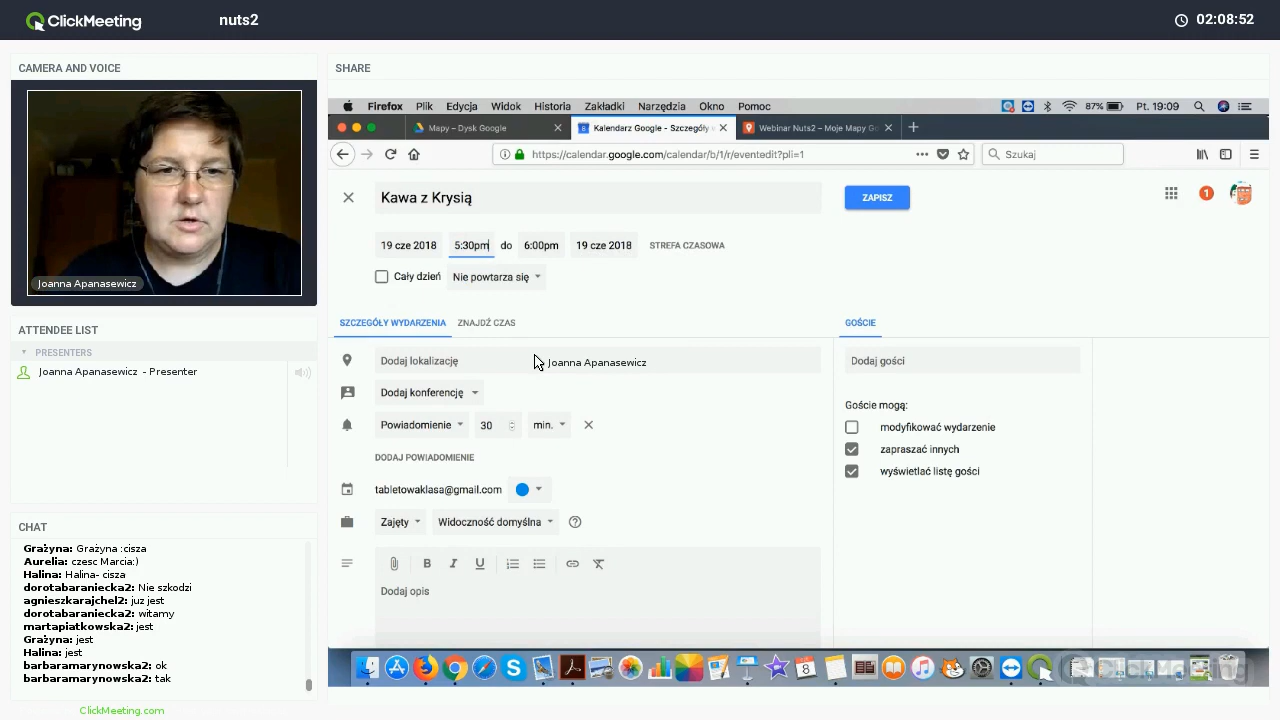 ClickMeeting
nuts2
02:08:52
CAMERA AND VOICE
Joanna Apanasewicz
ATTENDEE LIST
PRESENTERS
Joanna Apanasewicz - Presenter
CHAT
Grażyna: Grażyna :cisza
Aurelia: czesc Marcia:)
Halina: Halina- cisza
dorotabaraniecka2: Nie szkodzi
agnieszkarajchel2: juz jest
dorotabaraniecka2: witamy
martapiatkowska2: jest
Grażyna: jest
Halina: jest
barbaramarynowska2: ok
barbaramarynowska2: tak
ClickMeeting.com
SHARE
Firefox Plik Edycja Widok Historia Zakładki Narzędzia Okno Pomoc 87% Pt. 19:09
Mapy – Dysk Google
Kalendarz Google - Szczegóły
Webinar Nuts2 – Moje Mapy Go
https://calendar.google.com/calendar/b/1/r/eventedit?pli=1
Szukaj
Kawa z Krysią
ZAPISZ
1
19 cze 2018 5:30pm do 6:00pm 19 cze 2018 STREFA CZASOWA
Cały dzień Nie powtarza się
SZCZEGÓŁY WYDARZENIA ZNAJDŹ CZAS
GOŚCIE
Dodaj lokalizację
Joanna Apanasewicz
Dodaj gości
Dodaj konferencję
Goście mogą:
Powiadomienie 30 min.
modyfikować wydarzenie
zapraszać innych
DODAJ POWIADOMIENIE
wyświetlać listę gości
tabletowaklasa@gmail.com
Zajęty Widoczność domyślna
B I U
Dodaj opis
8